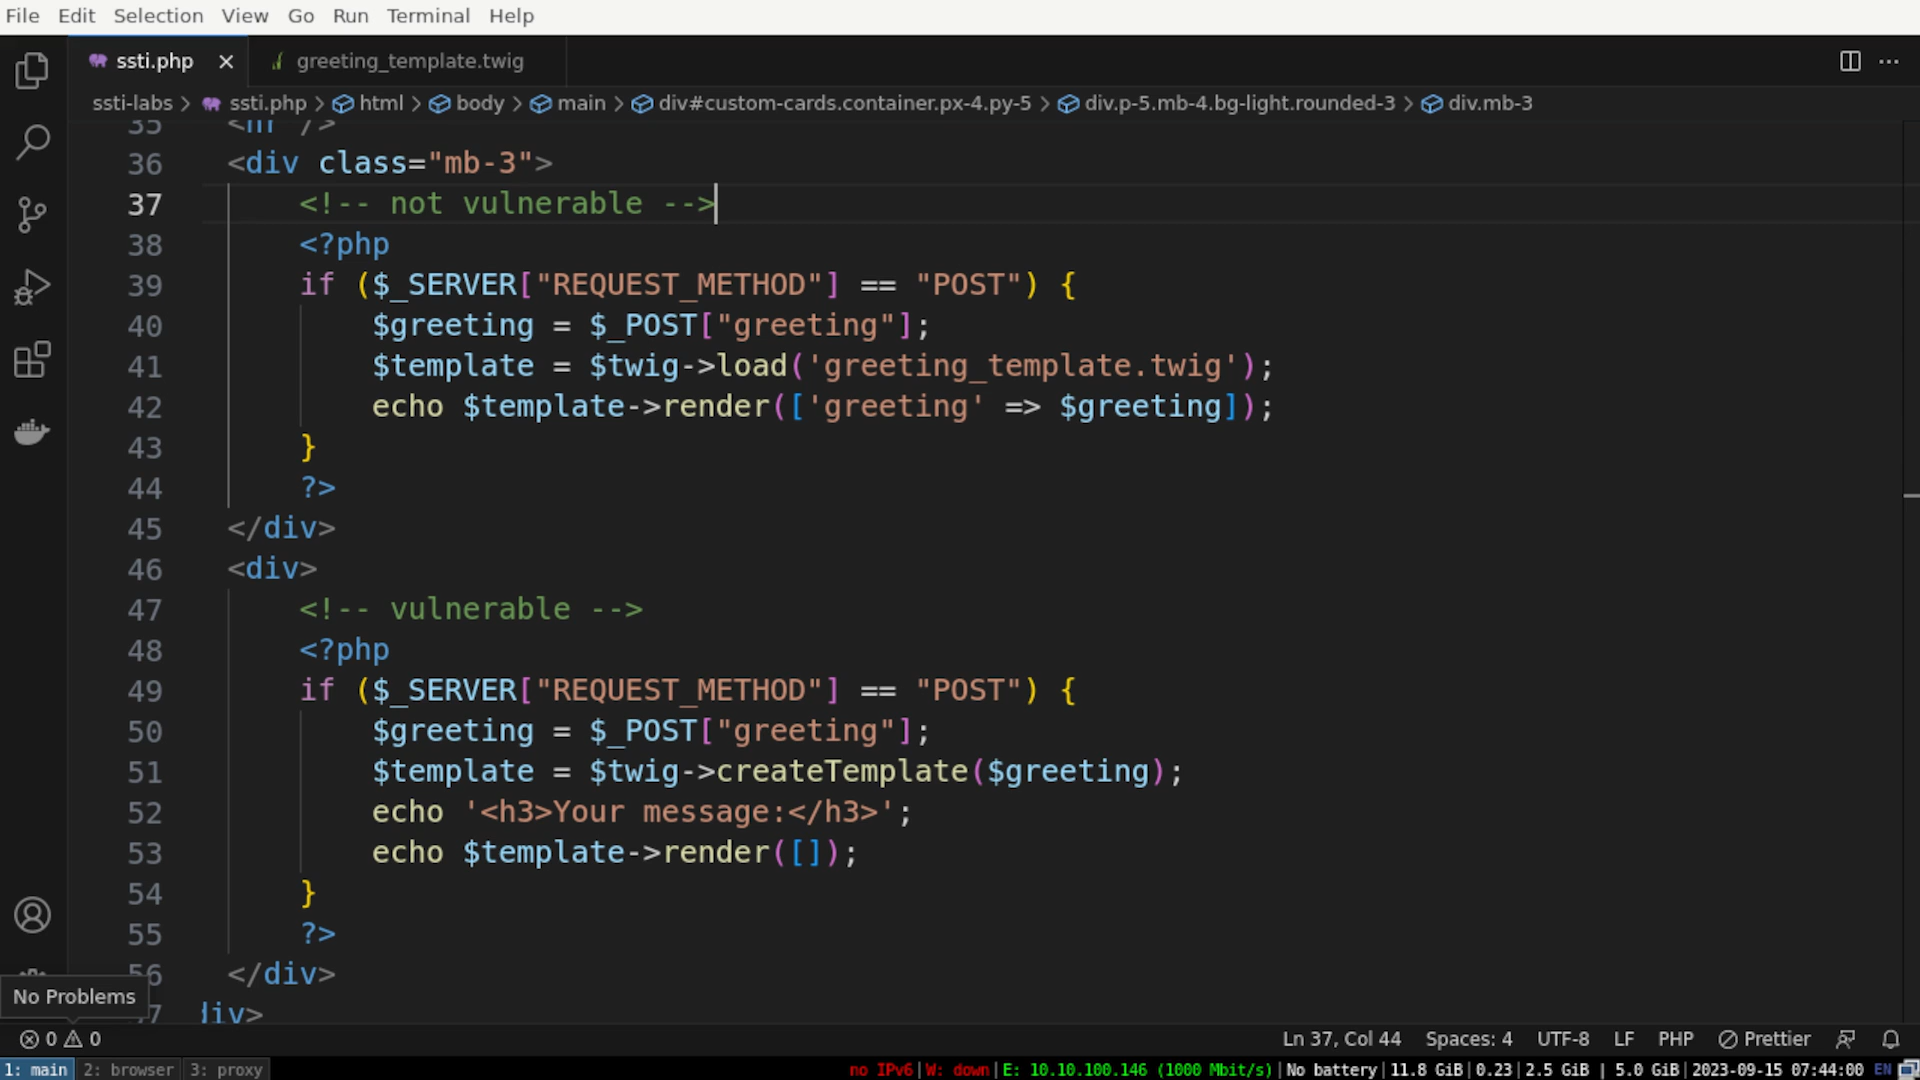 File Edit Selection View Go Run Terminal Help
ssti.php
greeting_template.twig
ssti-labs > ssti.php > html > body > main > div#custom-cards.container.px-4.py-5 > div.p-5.mb-4.bg-light.rounded-3 > div.mb-3
35 <hr />
36 <div class="mb-3">
37 <!-- not vulnerable -->
38 <?php
39 if ($_SERVER["REQUEST_METHOD"] == "POST") {
40 $greeting = $_POST["greeting"];
41 $template = $twig->load('greeting_template.twig');
42 echo $template->render(['greeting' => $greeting]);
43 }
44 ?>
45 </div>
46 <div>
47 <!-- vulnerable -->
48 <?php
49 if ($_SERVER["REQUEST_METHOD"] == "POST") {
50 $greeting = $_POST["greeting"];
51 $template = $twig->createTemplate($greeting);
52 echo '<h3>Your message:</h3>';
53 echo $template->render([]);
54 }
55 ?>
56 </div>
No Problems
7 div>
0 0
Ln 37, Col 44 Spaces: 4 UTF-8 LF PHP Prettier
1: main 2: browser 3: proxy
no IPv6|W: down|E: 10.10.100.146 (1000 Mbit/s)|No battery|11.8 GiB|0.23|2.5 GiB | 5.0 GiB|2023-09-15 07:44:00 EN